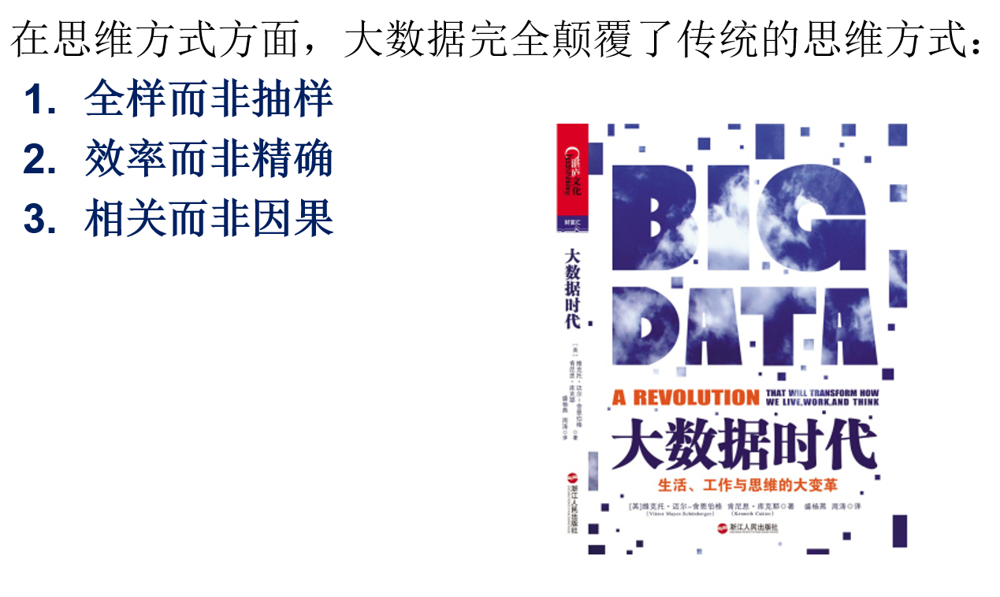 在思维方式方面，大数据完全颠覆了传统的思维方式：
1. 全样而非抽样
2. 效率而非精确
3. 相关而非因果
湛庐文化
财富汇
大数据时代
[英]
维克托·迈尔-舍恩伯格
肯尼思·库克耶
著
盛杨燕 周涛◎译
浙江人民出版社
BIG
DATA
A REVOLUTION THAT WILL TRANSFORM HOW
WE LIVE, WORK, AND THINK
大数据时代
生活、工作与思维的大变革
[英]维克托·迈尔-舍恩伯格 肯尼思·库克耶◎著 盛杨燕 周涛◎译
(Viktor Mayer-Schönberger) (Kenneth Cukier)
浙江人民出版社